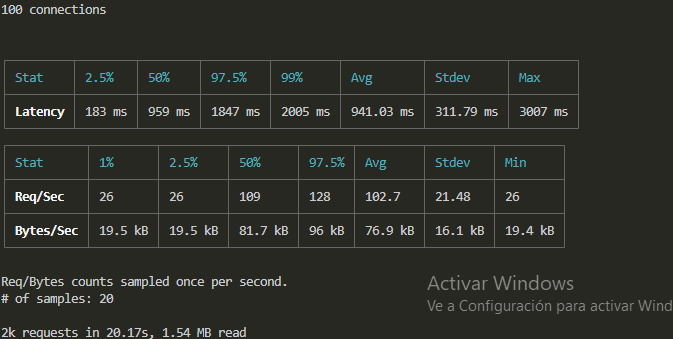 100 connections
Stat 2.5% 50% 97.5% 99% Avg Stdev Max
Latency 183 ms 959 ms 1847 ms 2005 ms 941.03 ms 311.79 ms 3007 ms
Stat 1% 2.5% 50% 97.5% Avg Stdev Min
Req/Sec 26 26 109 128 102.7 21.48 26
Bytes/Sec 19.5 kB 19.5 kB 81.7 kB 96 kB 76.9 kB 16.1 kB 19.4 kB
Req/Bytes counts sampled once per second.
# of samples: 20
Activar Windows
Ve a Configuración para activar Wind
2k requests in 20.17s, 1.54 MB read